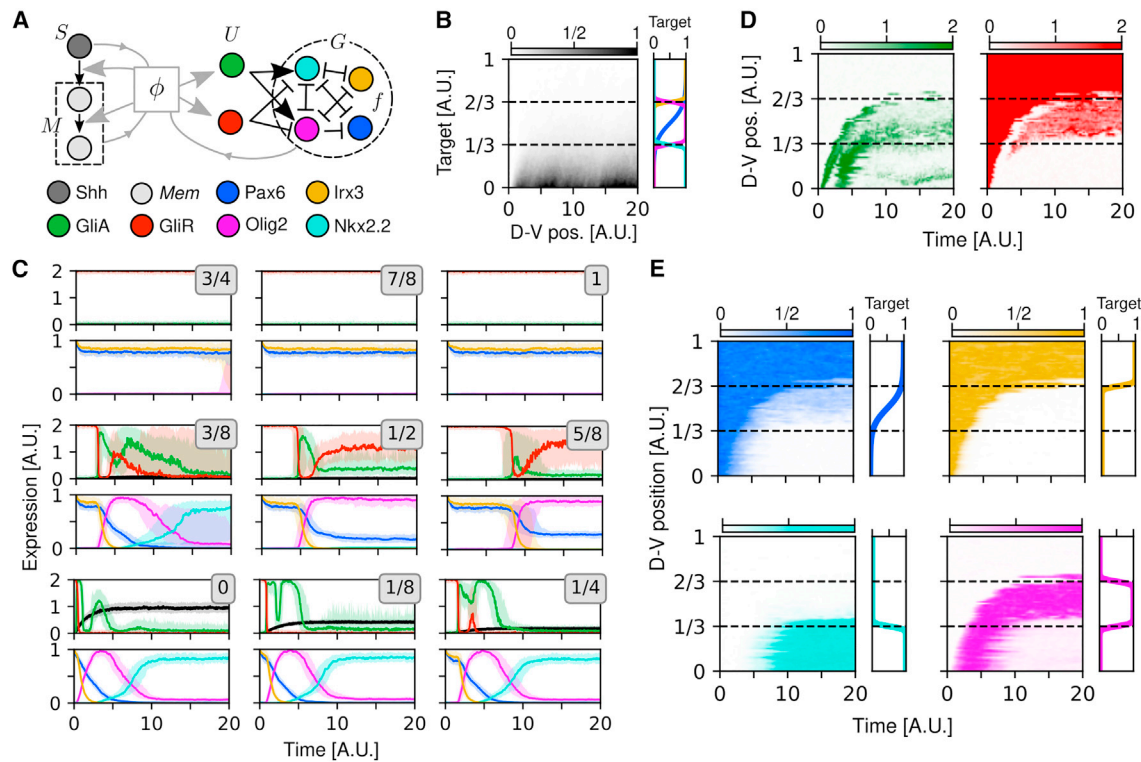 A
S
U
G
M
ϕ
f
Shh
Mem
Pax6
Irx3
GliA
GliR
Olig2
Nkx2.2
B
Target
0 1/2 1
0 1
Target [A.U.]
1
2/3
1/3
0
0 10 20
D-V pos. [A.U.]
D
0 1 2
0 1 2
D-V pos. [A.U.]
1
2/3
1/3
0
0 10 20
0 10 20
Time [A.U.]
C
Expression [A.U.]
2
1
0
3/4
7/8
1
1
0
2
1
0
3/8
1/2
5/8
1
0
2
1
0
0
1/8
1/4
1
0
0 10 20
0 10 20
0 10 20
Time [A.U.]
E
Target
Target
0 1/2 1
0 1
0 1/2 1
0 1
D-V position [A.U.]
1
2/3
1/3
0
1
2/3
1/3
0
0 10 20
0 10 20
Time [A.U.]